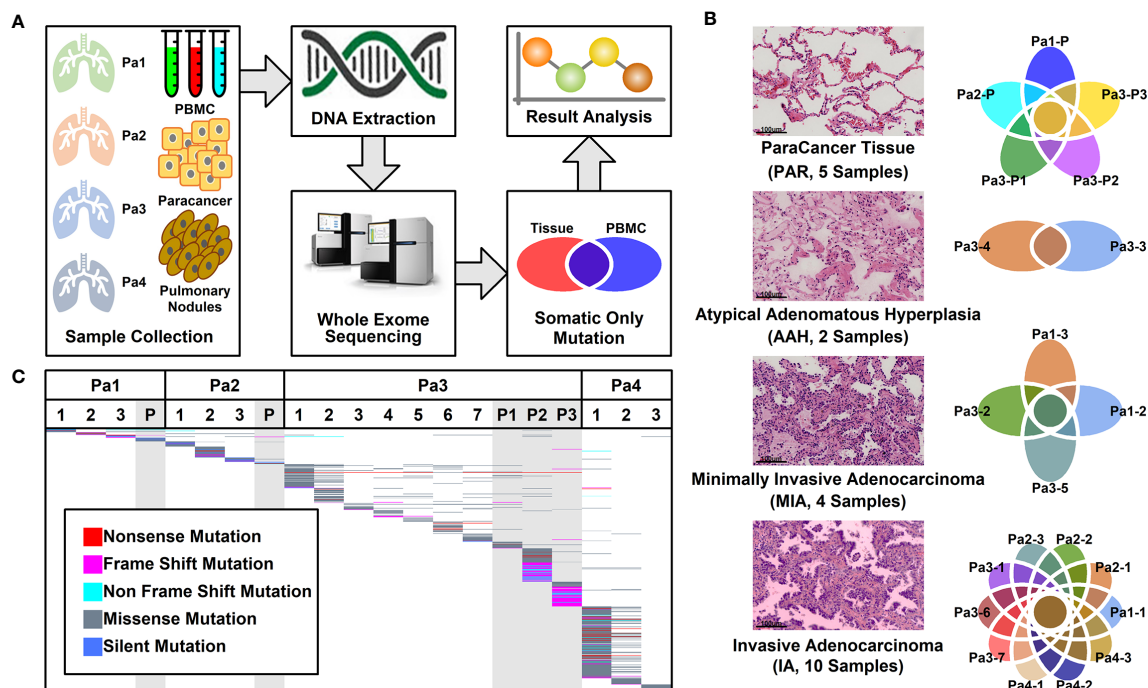 A
Pa1
Pa2
Pa3
Pa4
PBMC
Paracancer
Pulmonary
Nodules
Sample Collection
DNA Extraction
Whole Exome
Sequencing
Tissue
PBMC
Somatic Only
Mutation
Result Analysis
B
100um
ParaCancer Tissue
(PAR, 5 Samples)
Pa1-P
Pa2-P
Pa3-P3
Pa3-P1
Pa3-P2
100um
Atypical Adenomatous Hyperplasia
(AAH, 2 Samples)
Pa3-4
Pa3-3
100um
Minimally Invasive Adenocarcinoma
(MIA, 4 Samples)
Pa1-3
Pa3-2
Pa1-2
Pa3-5
100um
Invasive Adenocarcinoma
(IA, 10 Samples)
Pa2-3
Pa2-2
Pa3-1
Pa2-1
Pa3-6
Pa1-1
Pa3-7
Pa4-3
Pa4-1
Pa4-2
C
Pa1 Pa2 Pa3 Pa4
1 2 3 P 1 2 3 P 1 2 3 4 5 6 7 P1 P2 P3 1 2 3
Nonsense Mutation
Frame Shift Mutation
Non Frame Shift Mutation
Missense Mutation
Silent Mutation